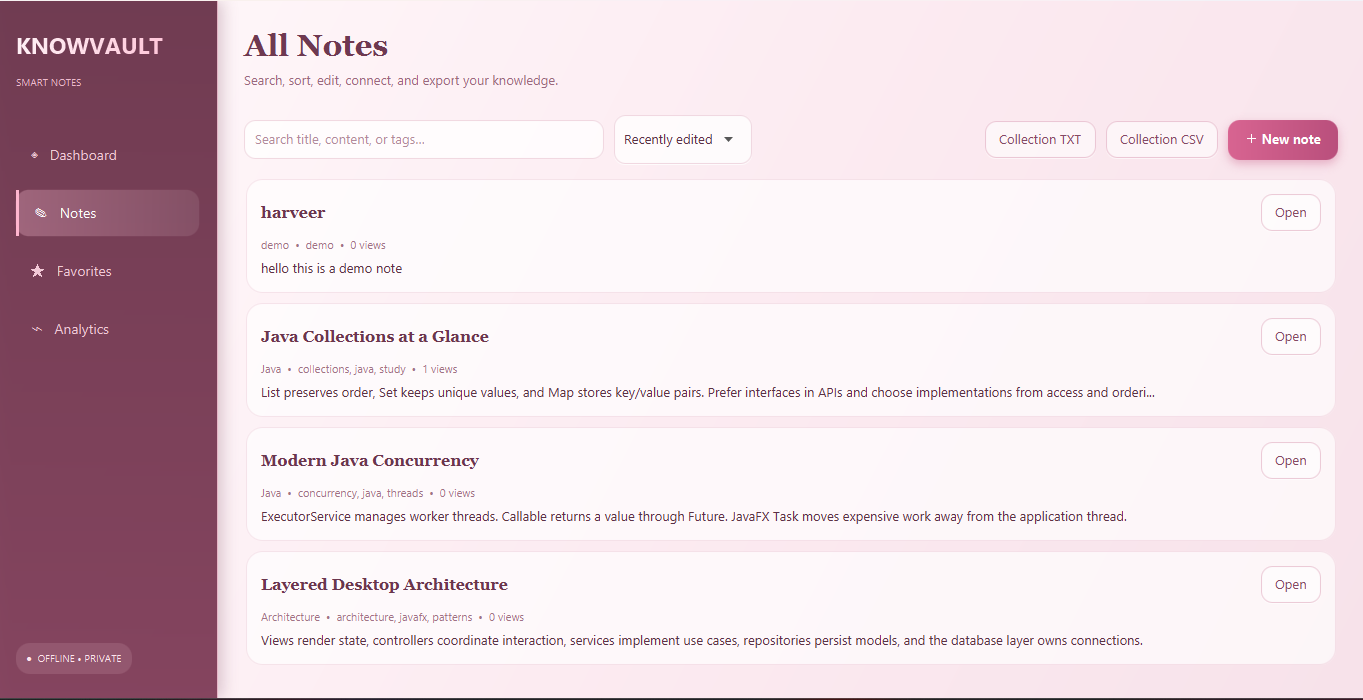 KNOWVAULT
SMART NOTES
Dashboard
Notes
Favorites
Analytics
OFFLINE • PRIVATE
All Notes
Search, sort, edit, connect, and export your knowledge.
Search title, content, or tags...
Recently edited
Collection TXT
Collection CSV
+ New note
harveer
Open
demo • demo • 0 views
hello this is a demo note
Java Collections at a Glance
Open
Java • collections, java, study • 1 views
List preserves order, Set keeps unique values, and Map stores key/value pairs. Prefer interfaces in APIs and choose implementations from access and orderi...
Modern Java Concurrency
Open
Java • concurrency, java, threads • 0 views
ExecutorService manages worker threads. Callable returns a value through Future. JavaFX Task moves expensive work away from the application thread.
Layered Desktop Architecture
Open
Architecture • architecture, javafx, patterns • 0 views
Views render state, controllers coordinate interaction, services implement use cases, repositories persist models, and the database layer owns connections.